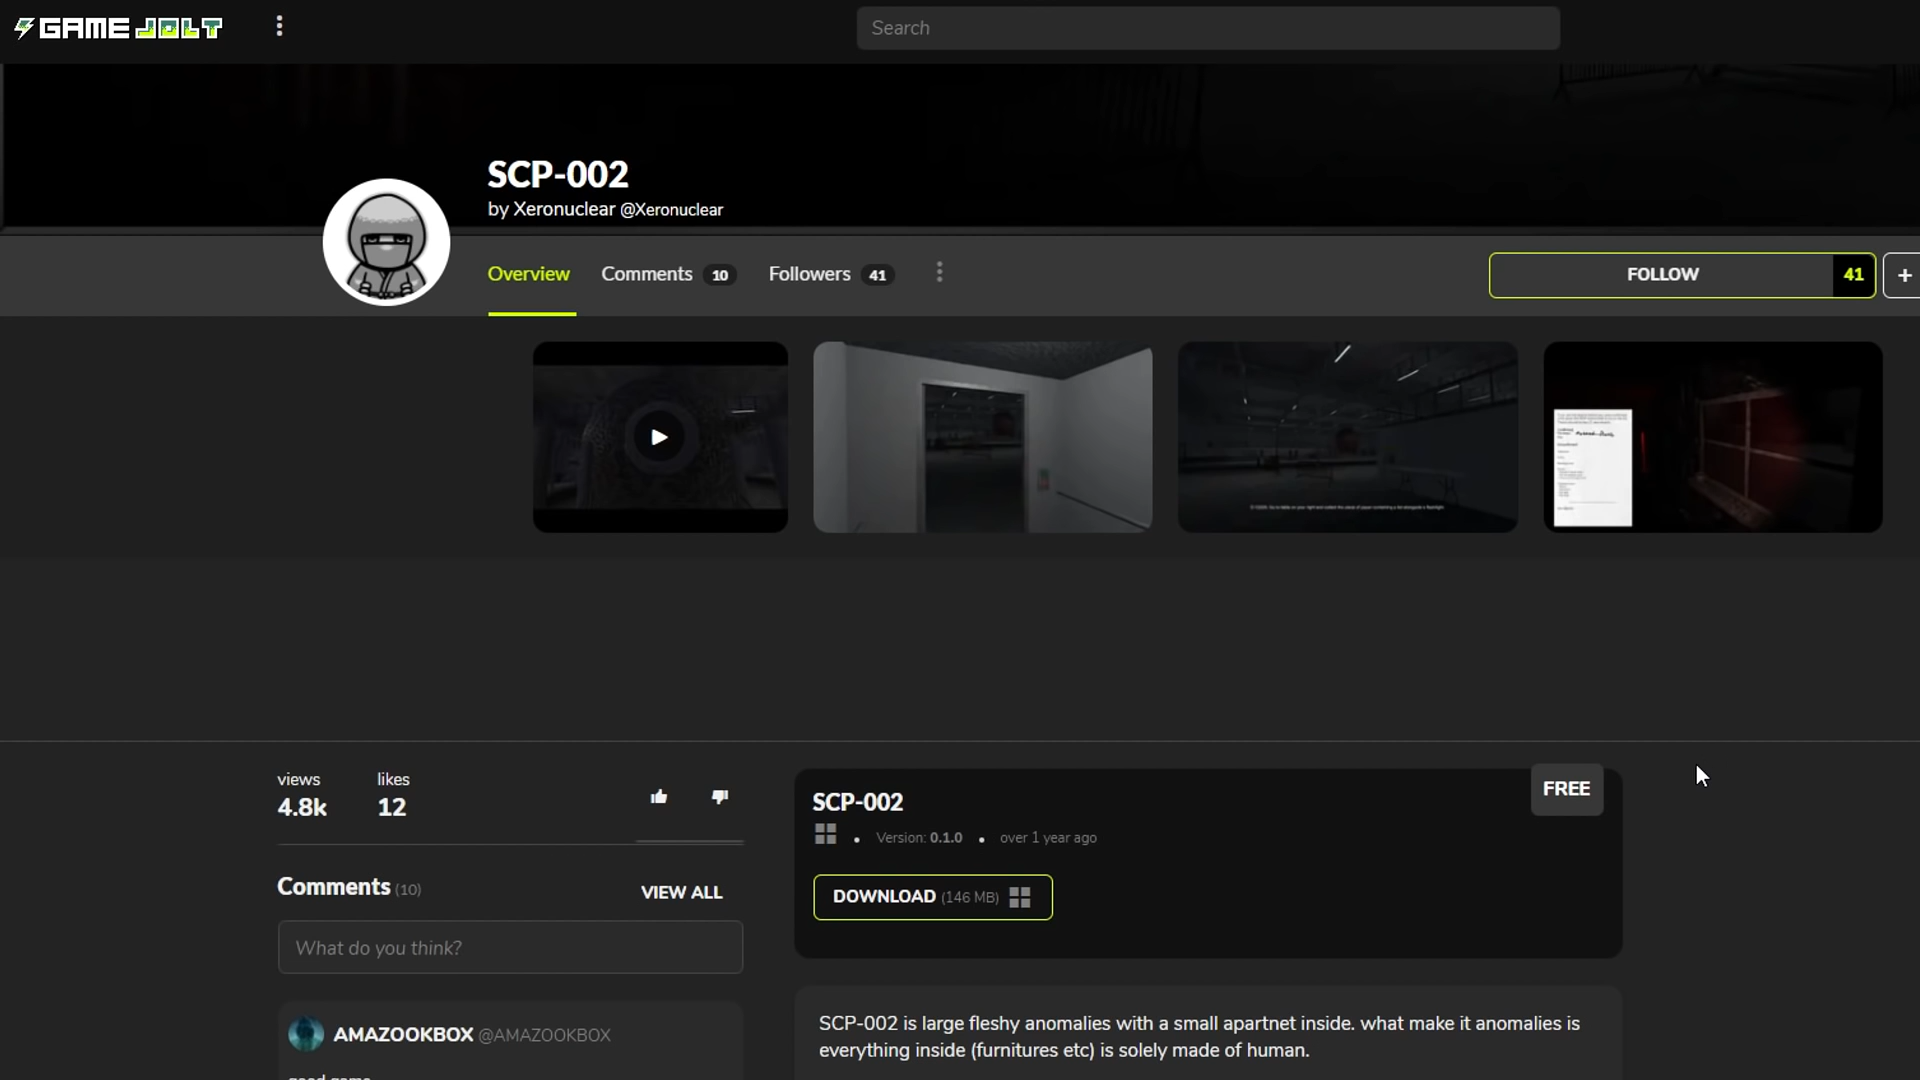 GAME JOLT
Search
SCP-002
by Xeronuclear @Xeronuclear
Overview
Comments 10
Followers 41
FOLLOW 41
views
4.8k
likes
12
Comments (10)
VIEW ALL
What do you think?
AMAZOOKBOX @AMAZOOKBOX
SCP-002
FREE
Version: 0.1.0 • over 1 year ago
DOWNLOAD (146 MB)
SCP-002 is large fleshy anomalies with a small apartnet inside. what make it anomalies is
everything inside (furnitures etc) is solely made of human.